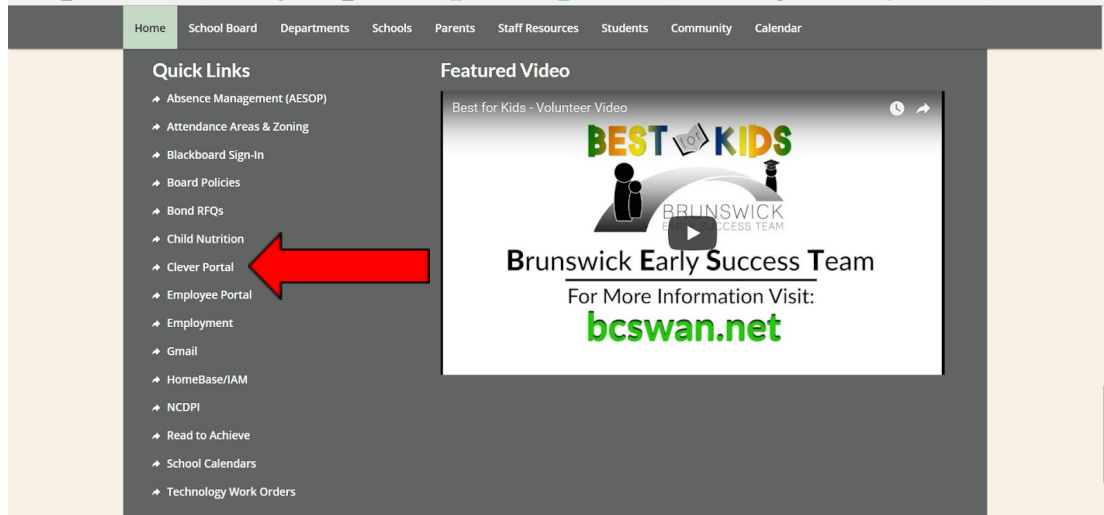 Home School Board Departments Schools Parents Staff Resources Students Community Calendar
Quick Links
Absence Management (AESOP)
Attendance Areas & Zoning
Blackboard Sign-In
Board Policies
Bond RFQs
Child Nutrition
Clever Portal
Employee Portal
Employment
Gmail
HomeBase/IAM
NCDPI
Read to Achieve
School Calendars
Technology Work Orders
Featured Video
Best for Kids - Volunteer Video
BEST for KIDS
BRUNSWICK
EARLY SUCCESS TEAM
Brunswick Early Success Team
For More Information Visit:
bcswan.net